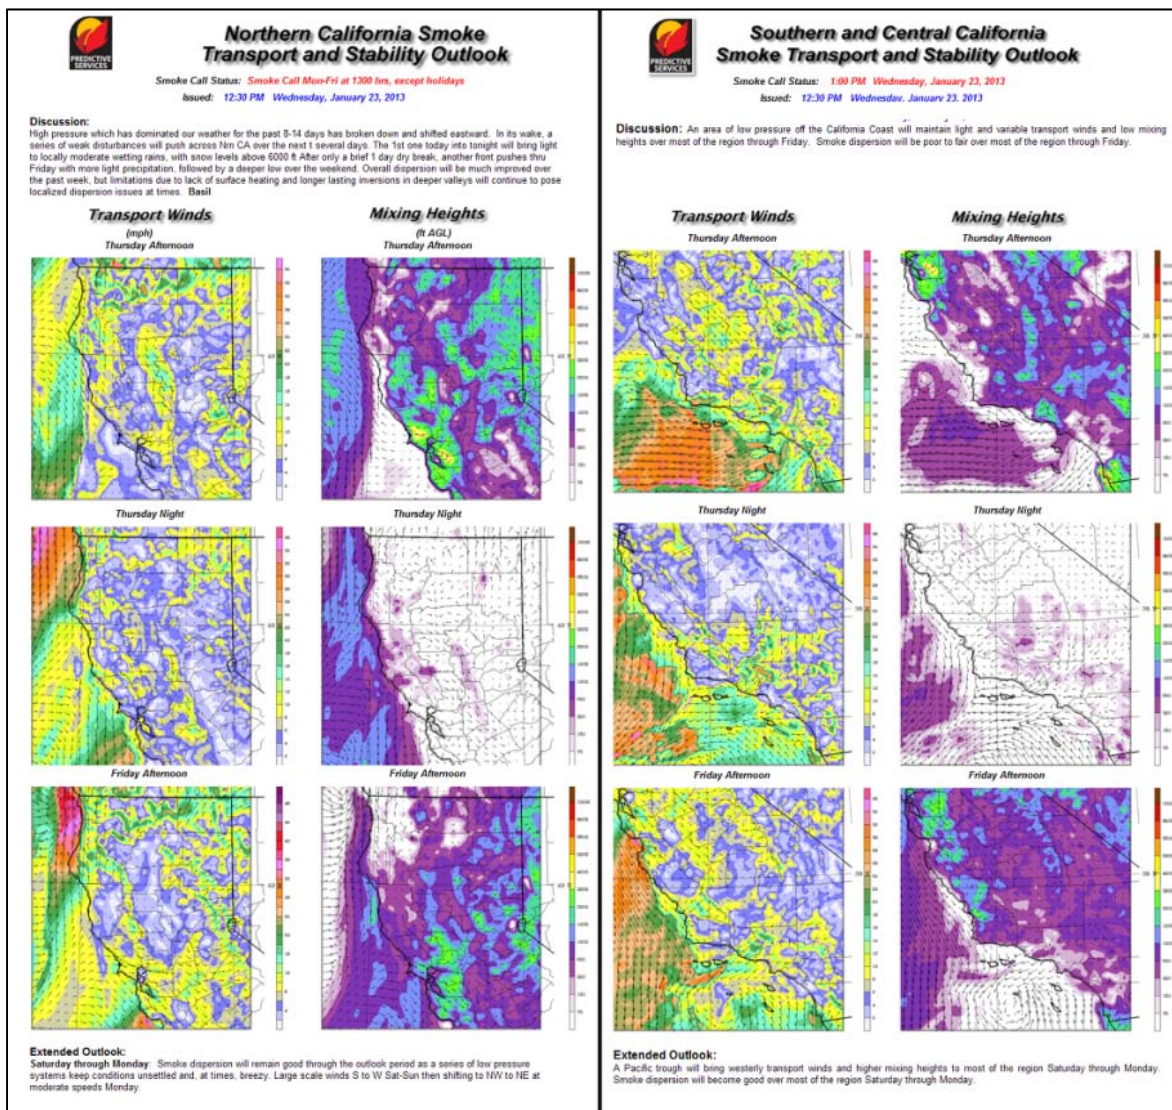 PREDICTIVE
SERVICES
Northern California Smoke
Transport and Stability Outlook
Smoke Call Status: Smoke Call Mon-Fri at 1300 hrs, except holidays
Issued: 12:30 PM Wednesday, January 23, 2013
Discussion:
High pressure which has dominated our weather for the past 8-14 days has broken down and shifted eastward. In its wake, a
series of weak disturbances will push across Nrn CA over the next t several days. The 1st one today into tonight will bring light
to locally moderate wetting rains, with snow levels above 6000 ft After only a brief 1 day dry break, another front pushes thru
Friday with more light precipitation, followed by a deeper low over the weekend. Overall dispersion will be much improved over
the past week, but limitations due to lack of surface heating and longer lasting inversions in deeper valleys will continue to pose
localized dispersion issues at times. Basil
Transport Winds
(mph)
Thursday Afternoon
Mixing Heights
(ft AGL)
Thursday Afternoon
Thursday Night
Thursday Night
Friday Afternoon
Friday Afternoon
Extended Outlook:
Saturday through Monday: Smoke dispersion will remain good through the outlook period as a series of low pressure
systems keep conditions unsettled and, at times, breezy. Large scale winds S to W Sat-Sun then shifting to NW to NE at
moderate speeds Monday.
PREDICTIVE
SERVICES
Southern and Central California
Smoke Transport and Stability Outlook
Smoke Call Status: 1:00 PM Wednesday, January 23, 2013
Issued: 12:30 PM Wednesday, January 23, 2013
Discussion: An area of low pressure off the California Coast will maintain light and variable transport winds and low mixing
heights over most of the region through Friday. Smoke dispersion will be poor to fair over most of the region through Friday.
Transport Winds
Thursday Afternoon
Mixing Heights
Thursday Afternoon
Thursday Night
Thursday Night
Friday Afternoon
Friday Afternoon
Extended Outlook:
A Pacific trough will bring westerly transport winds and higher mixing heights to most of the region Saturday through Monday.
Smoke dispersion will become good over most of the region Saturday through Monday.